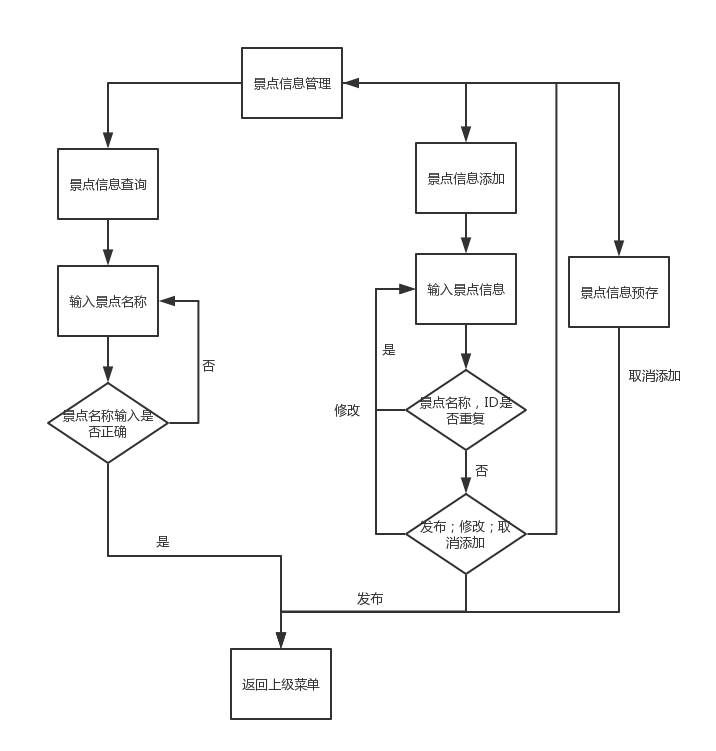 景点信息管理
景点信息查询
景点信息添加
输入景点名称
输入景点信息
景点信息预存
是
否
取消添加
景点名称输入是
否正确
修改
景点名称，ID是
否重复
否
发布；修改；取
消添加
是
发布
返回上级菜单